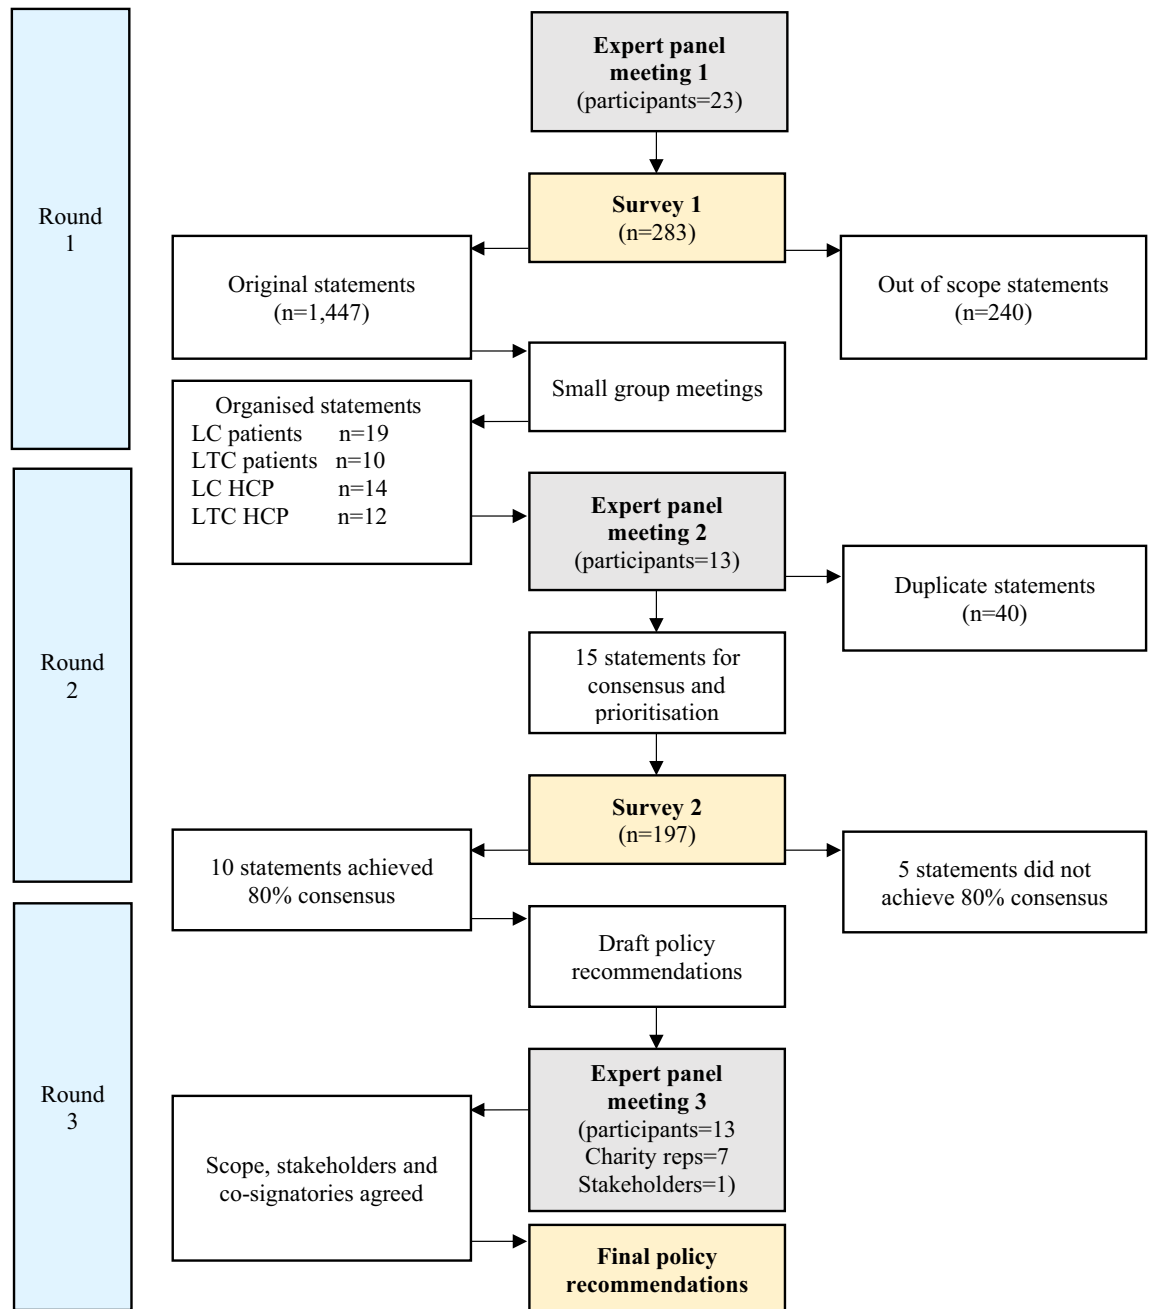 Expert panel
meeting 1
(participants=23)
Round
1
Survey 1
(n=283)
Original statements
(n=1,447)
Out of scope statements
(n=240)
Small group meetings
Organised statements
LC patients n=19
LTC patients n=10
LC HCP n=14
LTC HCP n=12
Round
2
Expert panel
meeting 2
(participants=13)
Duplicate statements
(n=40)
15 statements for
consensus and
prioritisation
Survey 2
(n=197)
10 statements achieved
80% consensus
5 statements did not
achieve 80% consensus
Round
3
Draft policy
recommendations
Expert panel
meeting 3
(participants=13
Charity reps=7
Stakeholders=1)
Scope, stakeholders and
co-signatories agreed
Final policy
recommendations